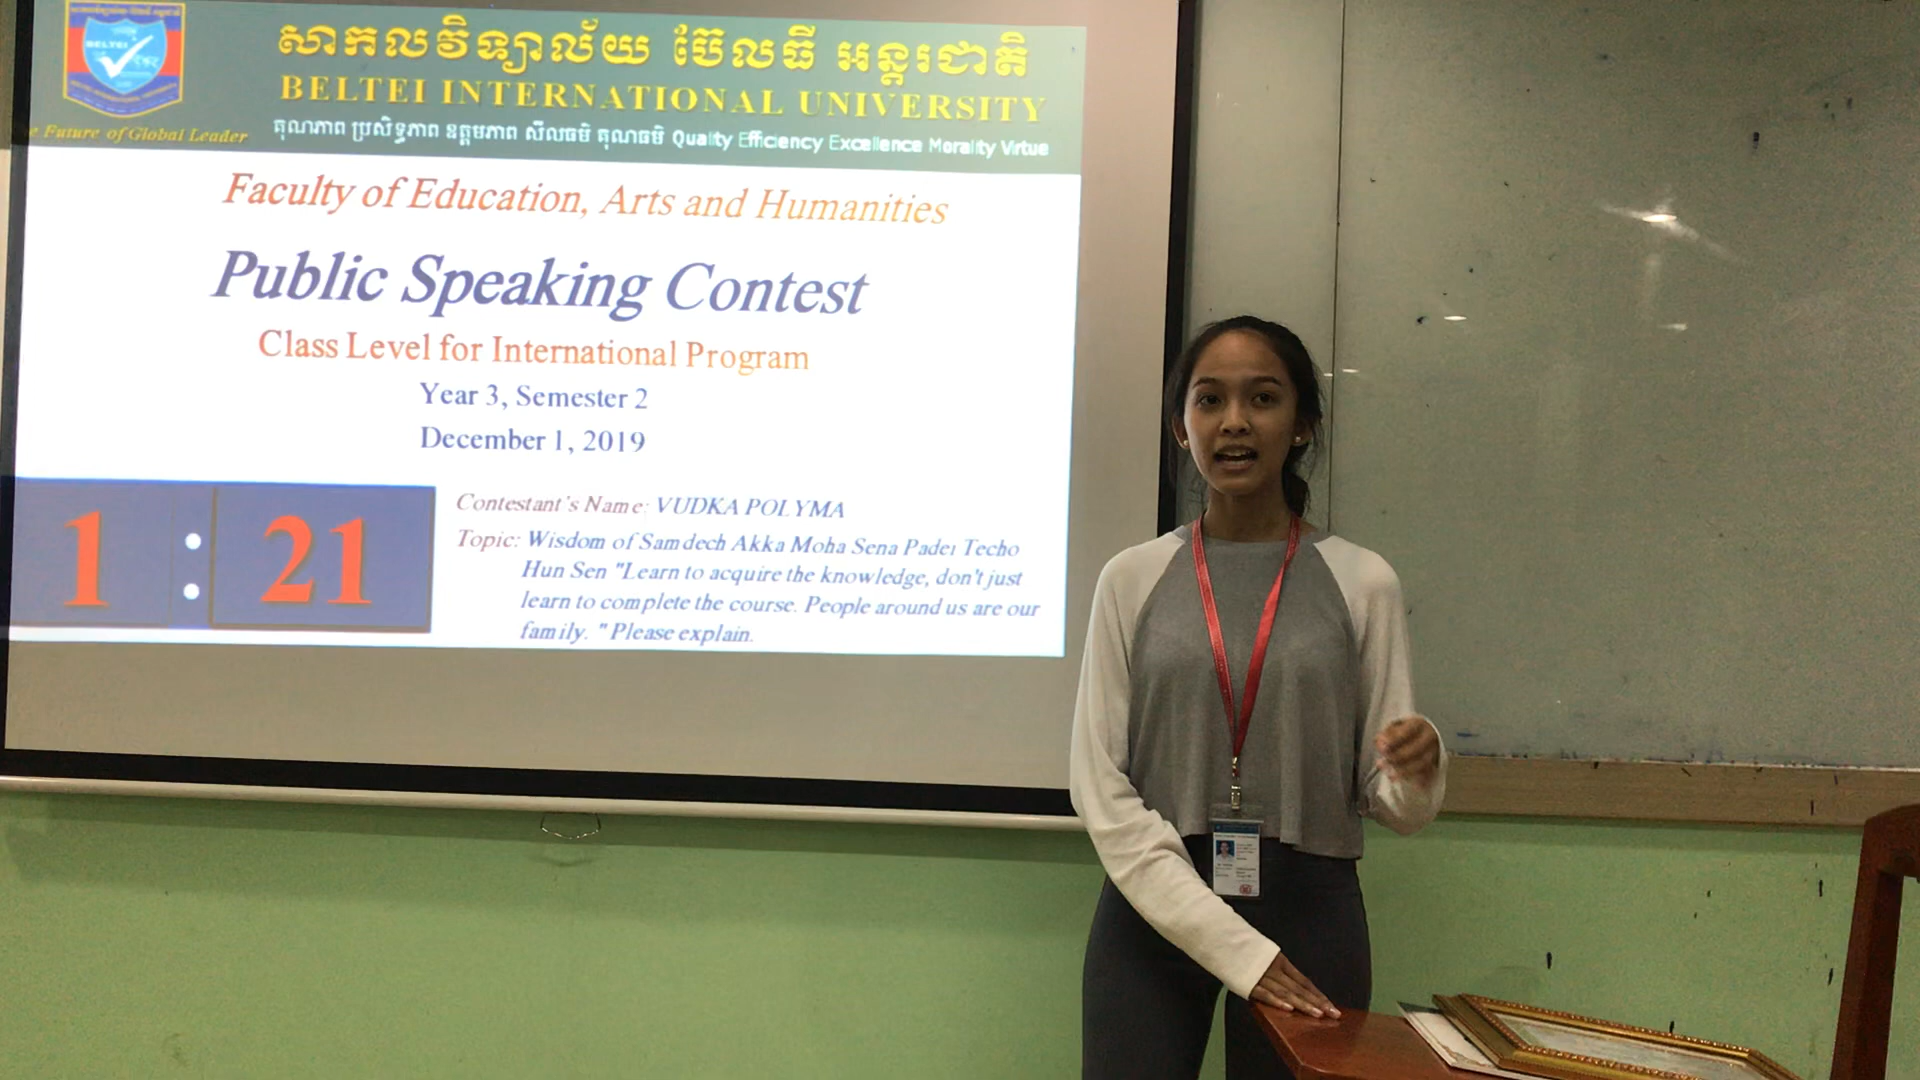 BELTEI
សាកលវិទ្យាល័យ ប៊ែលធី អន្តរជាតិ
BELTEI INTERNATIONAL UNIVERSITY
e Future of Global Leader
គុណភាព ប្រសិទ្ធភាព ឧត្តមភាព សីលធម៌ គុណធម៌ Quality Efficiency Excellence Morality Virtue
Faculty of Education, Arts and Humanities
Public Speaking Contest
Class Level for International Program
Year 3, Semester 2
December 1, 2019
1 : 21
Contestant's Name: VUDKA POLYMA
Topic: Wisdom of Samdech Akka Moha Sena Padei Techo
Hun Sen "Learn to acquire the knowledge, don't just
learn to complete the course. People around us are our
family. " Please explain.